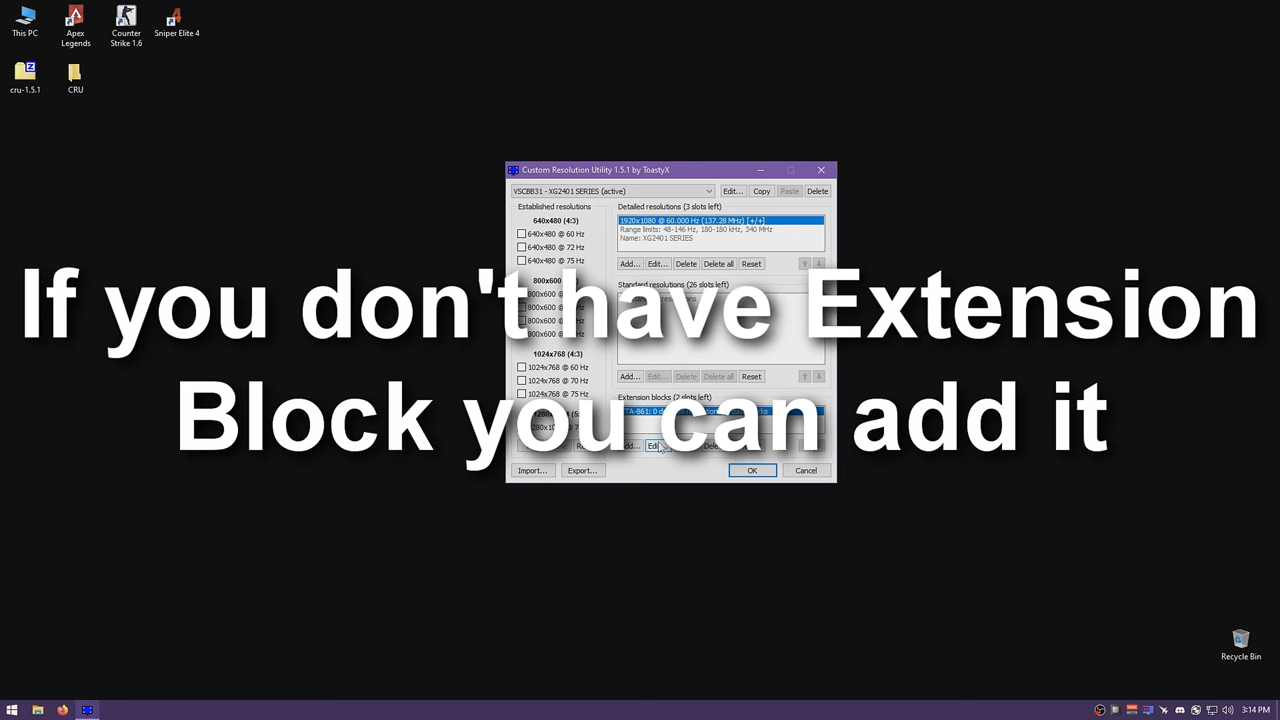 This PC
Apex
Legends
Counter
Strike 1.6
Sniper Elite 4
cru-1.5.1
CRU
Custom Resolution Utility 1.5.1 by ToastyX
VSCBB31 - XG2401 SERIES (active)
Edit...
Copy
Paste
Delete
Established resolutions
640x480 (4:3)
640x480 @ 60 Hz
640x480 @ 72 Hz
640x480 @ 75 Hz
1024x768 (4:3)
1024x768 @ 60 Hz
1024x768 @ 70 Hz
1024x768 @ 75 Hz
Detailed resolutions (3 slots left)
1920x1080 @ 60.000 Hz (137.28 MHz) [+/+]
Range limits: 48-146 Hz, 180-180 kHz, 340 MHz
Name: XG2401 SERIES
Add...
Edit...
Delete
Delete all
Reset
Standard resolutions (26 slots left)
Add...
Edit...
Delete
Delete all
Reset
Extension blocks (2 slots left)
If you don't have Extension
Block you can add it
Import...
Export...
OK
Cancel
Recycle Bin
3:14 PM